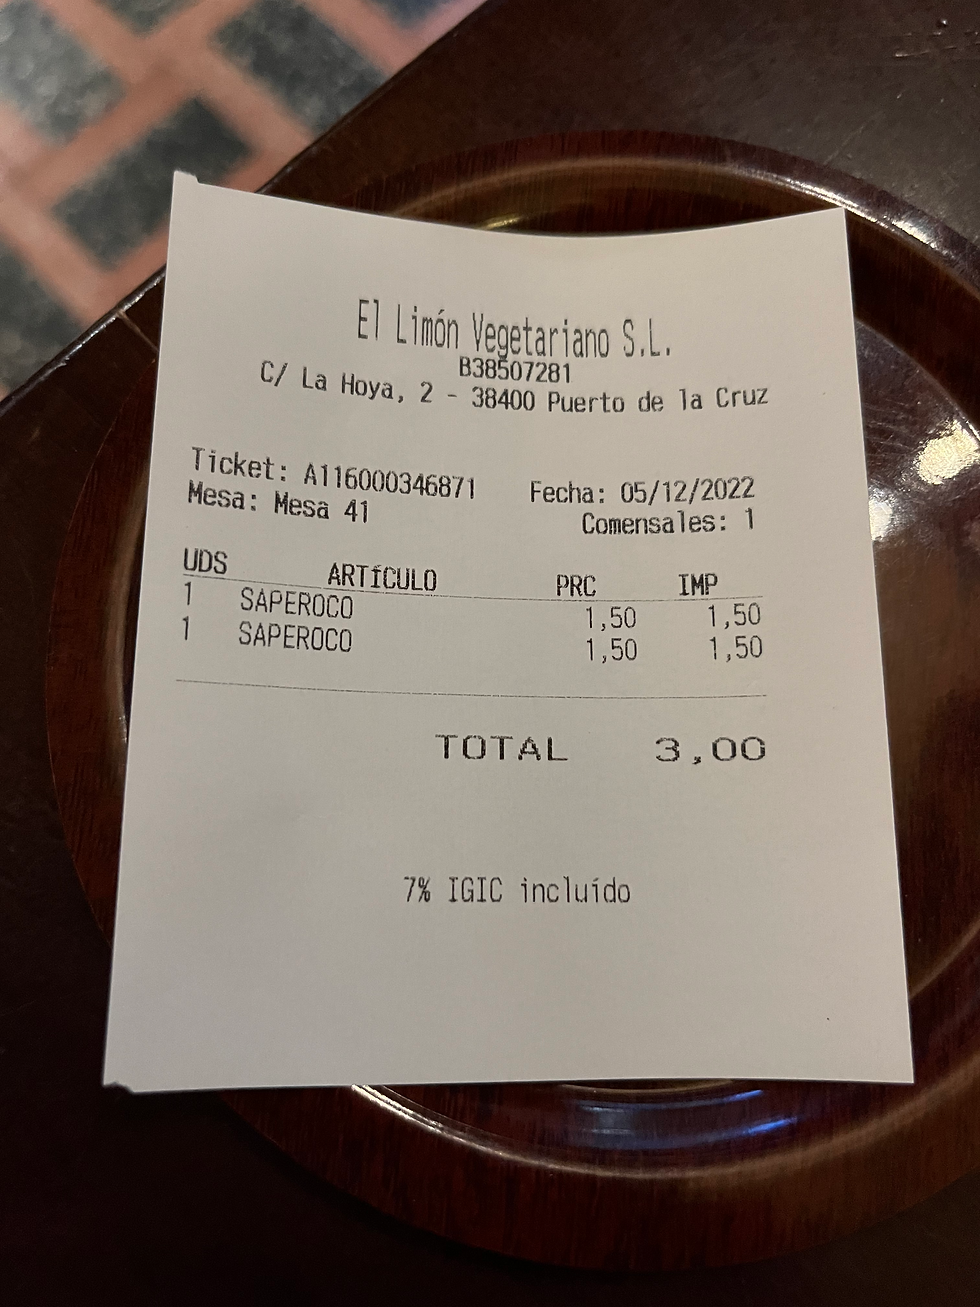 El Limón Vegetariano S.L.
B38507281
C/ La Hoya, 2 - 38400 Puerto de la Cruz
Ticket: A116000346871 Fecha: 05/12/2022
Mesa: Mesa 41 Comensales: 1
UDS ARTÍCULO PRC IMP
1 SAPEROCO 1,50 1,50
1 SAPEROCO 1,50 1,50
TOTAL 3,00
7% IGIC incluído